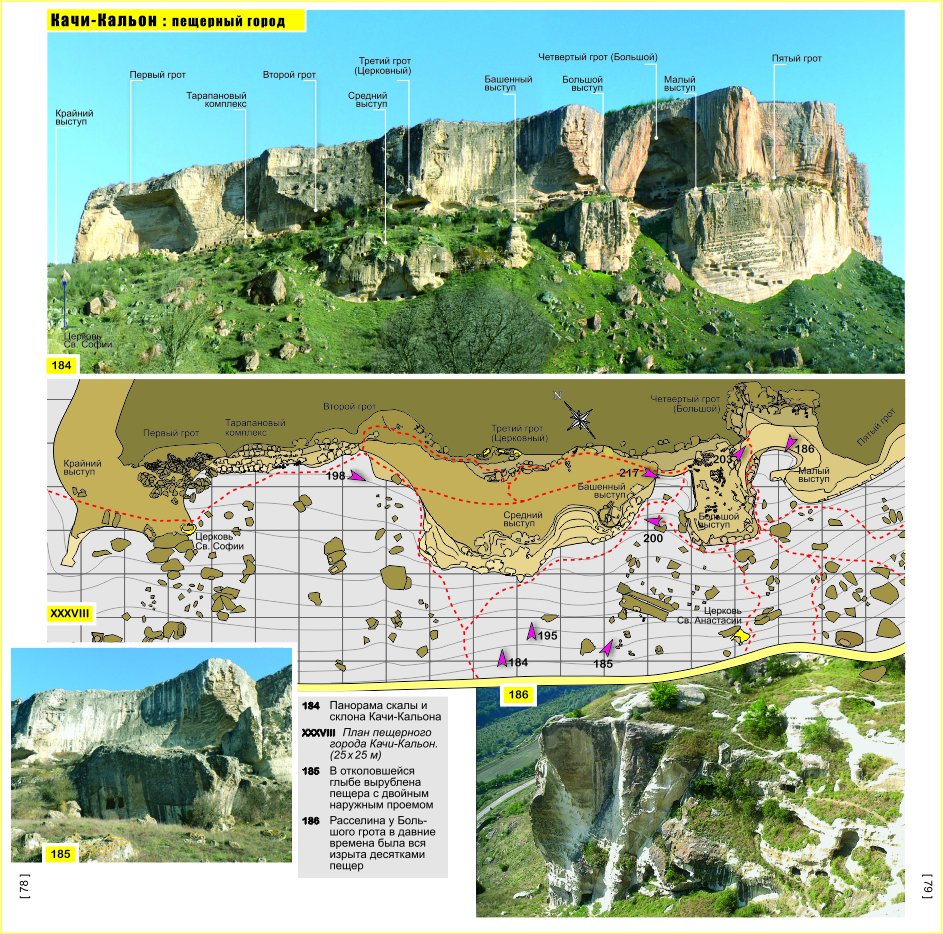 Качи-Кальон : пещерный город
Четвертый грот (Большой)
Пятый грот
Третий грот
(Церковный)
Первый грот
Второй грот
Башенный
выступ
Большой
выступ
Малый
выступ
Тарапановый
комплекс
Средний
выступ
Крайний
выступ
Церковь
Св. Софии
184
N
Второй грот
Четвертый грот
(Большой)
Пятый грот
Тарапановый
комплекс
Первый грот
Третий грот
(Церковный)
Крайний
выступ
198
217
203
186
Малый
выступ
Башенный
выступ
Средний
выступ
Большой
выступ
200
Церковь
Св. Софии
XXXVIII
Церковь
Св. Анастасии
195
184
185
186
184 Панорама скалы и
склона Качи-Кальона
XXXVIII План пещерного
города Качи-Кальон.
(25 x 25 м)
185 В отколовшейся
глыбе вырублена
пещера с двойным
наружным проемом
186 Расселина у Боль-
шого грота в давние
времена была вся
изрыта десятками
пещер
185
[ 78 ]
[ 79 ]